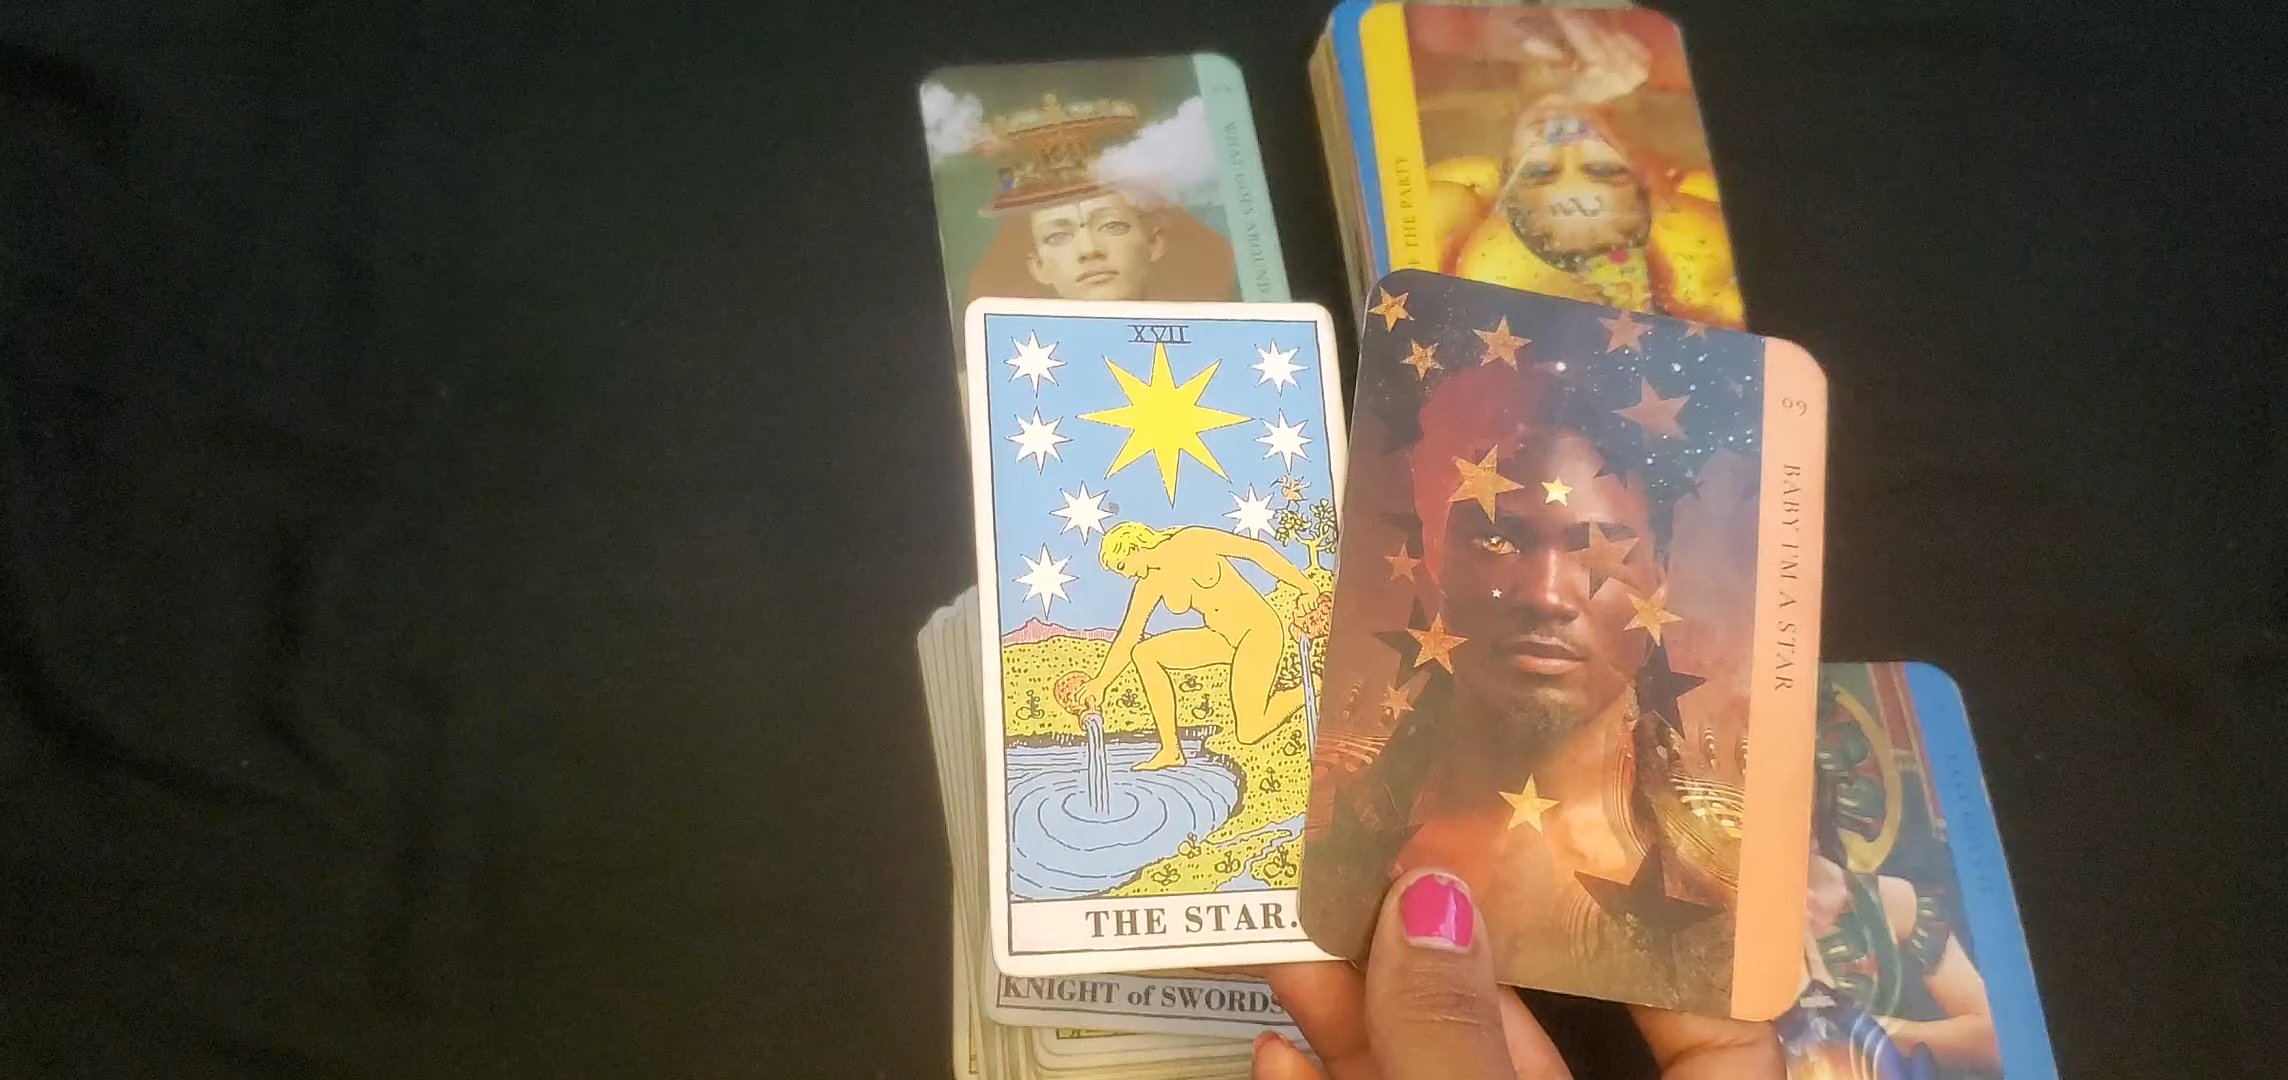 WHAT GOES AROUND
THE PARTY
XVII
THE STAR.
09
BABY I'M A STAR
KNIGHT of SWORDS